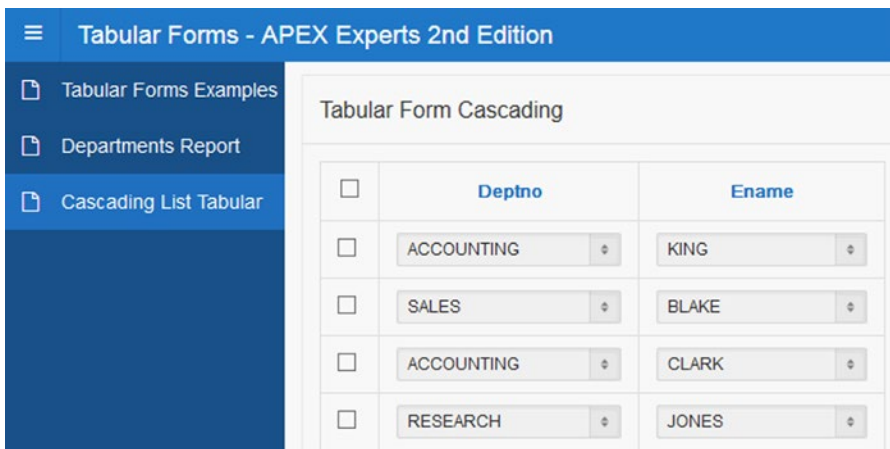 Tabular Forms - APEX Experts 2nd Edition
Tabular Forms Examples
Departments Report
Cascading List Tabular
Tabular Form Cascading
Deptno Ename
ACCOUNTING KING
SALES BLAKE
ACCOUNTING CLARK
RESEARCH JONES